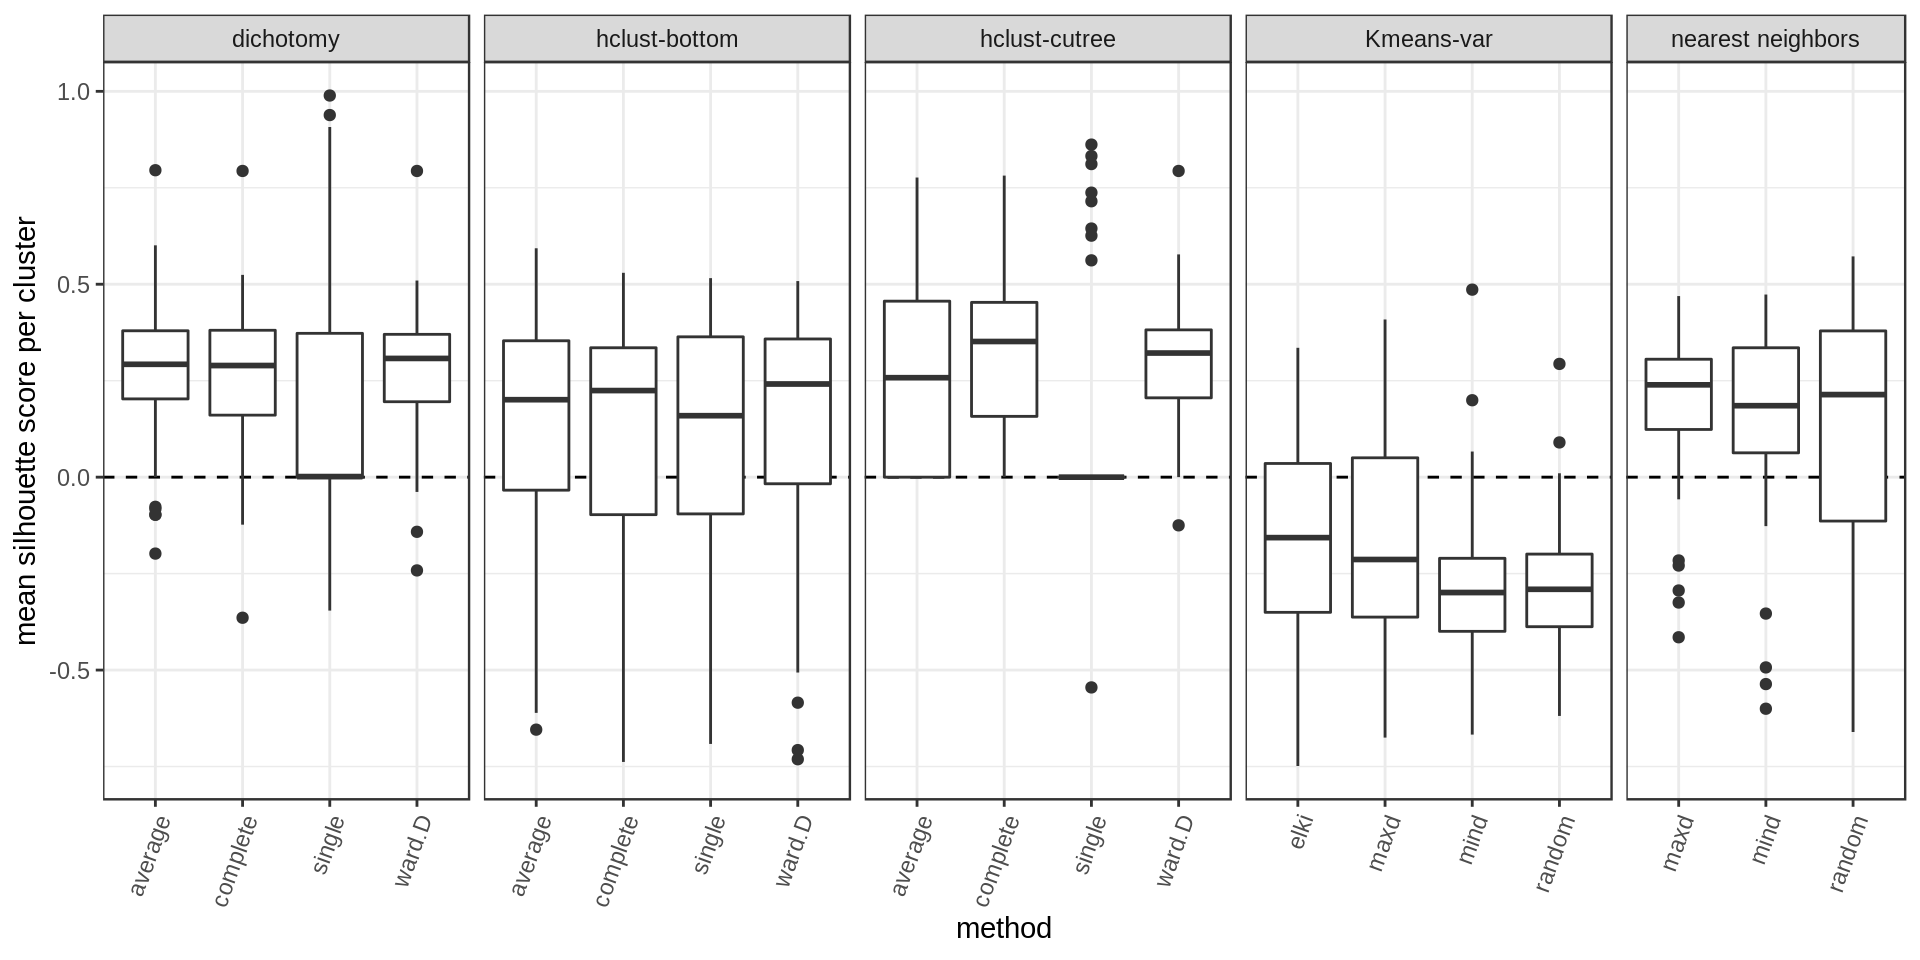 dichotomy
hclust-bottom
hclust-cutree
Kmeans-var
nearest neighbors
mean silhouette score per cluster
1.0
0.5
0.0
-0.5
average
complete
single
ward.D
average
complete
single
ward.D
average
complete
single
ward.D
elki
maxd
mind
random
maxd
mind
random
method